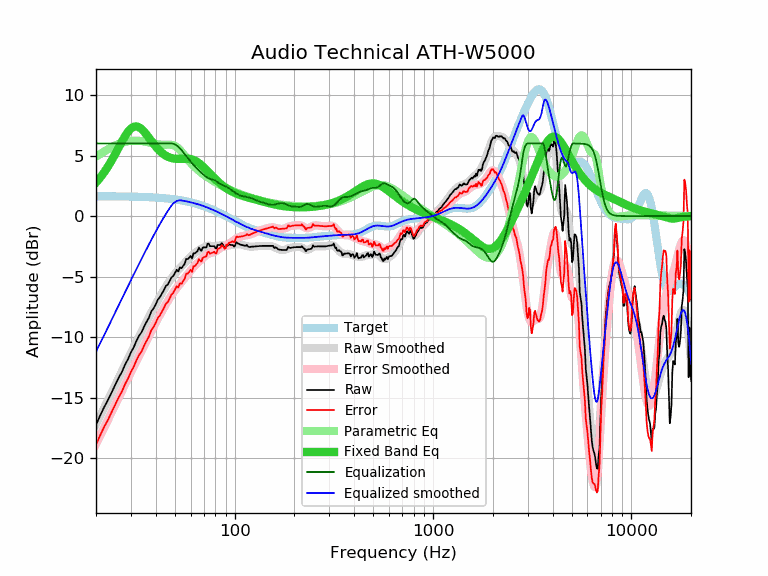 Audio Technical ATH-W5000
10
5
0
−5
−10
−15
−20
Amplitude (dBr)
Target
Raw Smoothed
Error Smoothed
Raw
Error
Parametric Eq
Fixed Band Eq
Equalization
Equalized smoothed
100
1000
10000
Frequency (Hz)